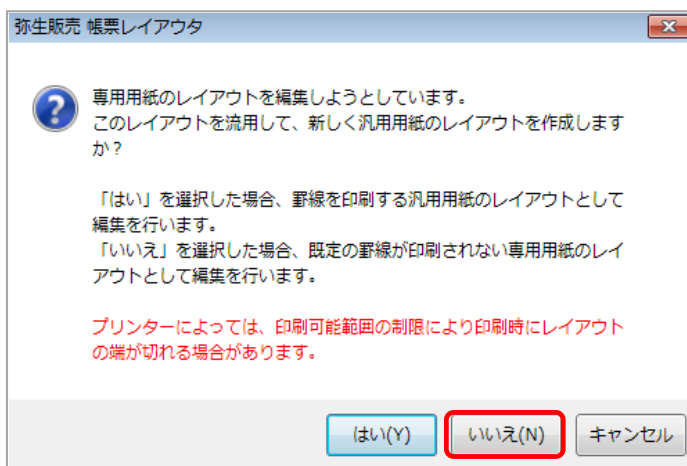 弥生販売 帳票レイアウタ
専用用紙のレイアウトを編集しようとしています。
このレイアウトを流用して、新しく汎用用紙のレイアウトを作成します
か？
「はい」を選択した場合、罫線を印刷する汎用用紙のレイアウトとして
編集を行います。
「いいえ」を選択した場合、既定の罫線が印刷されない専用用紙のレイ
アウトとして編集を行います。
プリンターによっては、印刷可能範囲の制限により印刷時にレイアウト
の端が切れる場合があります。
はい(Y) いいえ(N) キャンセル